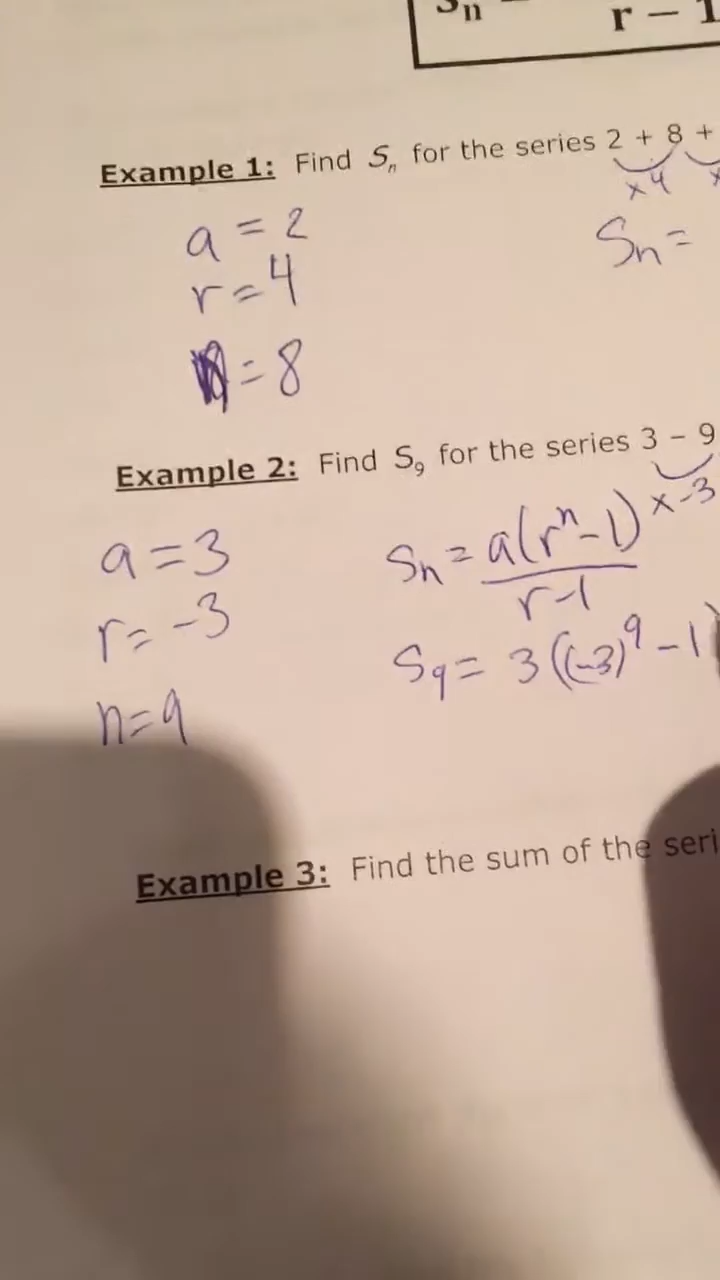 Sn
r - 1
Example 1: Find Sn for the series 2 + 8 +
x4
a = 2
Sn =
r = 4
= 8
Example 2: Find S9 for the series 3 - 9
x-3
a = 3
Sn = a(r^n - 1)
r-1
r = -3
S9 = 3((-3)^9 - 1)
n = 9
Example 3: Find the sum of the seri